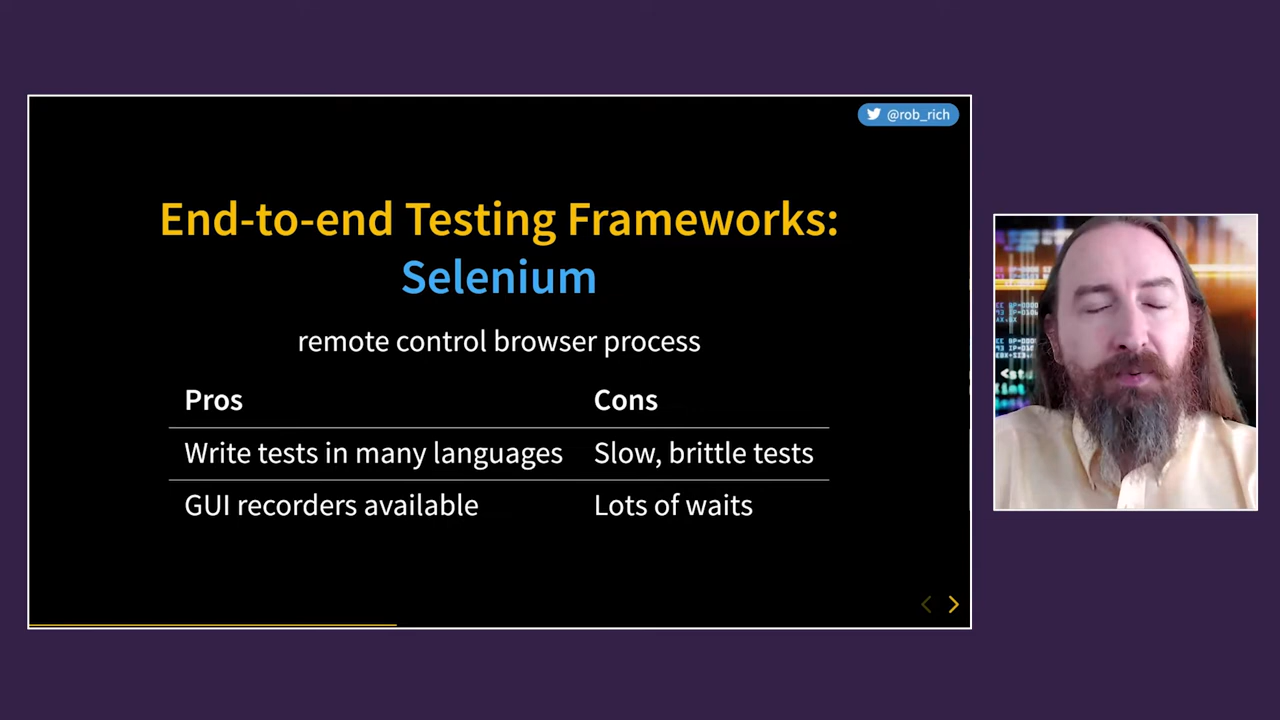 @rob_rich
End-to-end Testing Frameworks:
Selenium
remote control browser process
Pros Cons
Write tests in many languages Slow, brittle tests
GUI recorders available Lots of waits
<stu